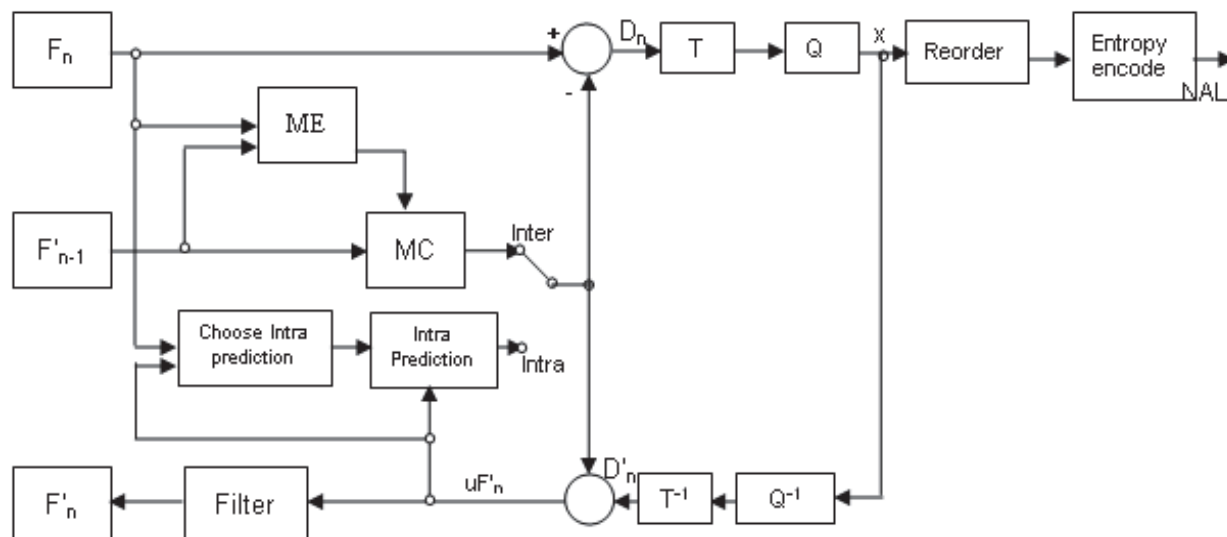 Fn
+
Dn
T
Q
X
Reorder
Entropy
encode
NAL
-
ME
F'n-1
MC
Inter
Choose Intra
prediction
Intra
Prediction
Intra
F'n
Filter
uF'n
D'n
T-1
Q-1